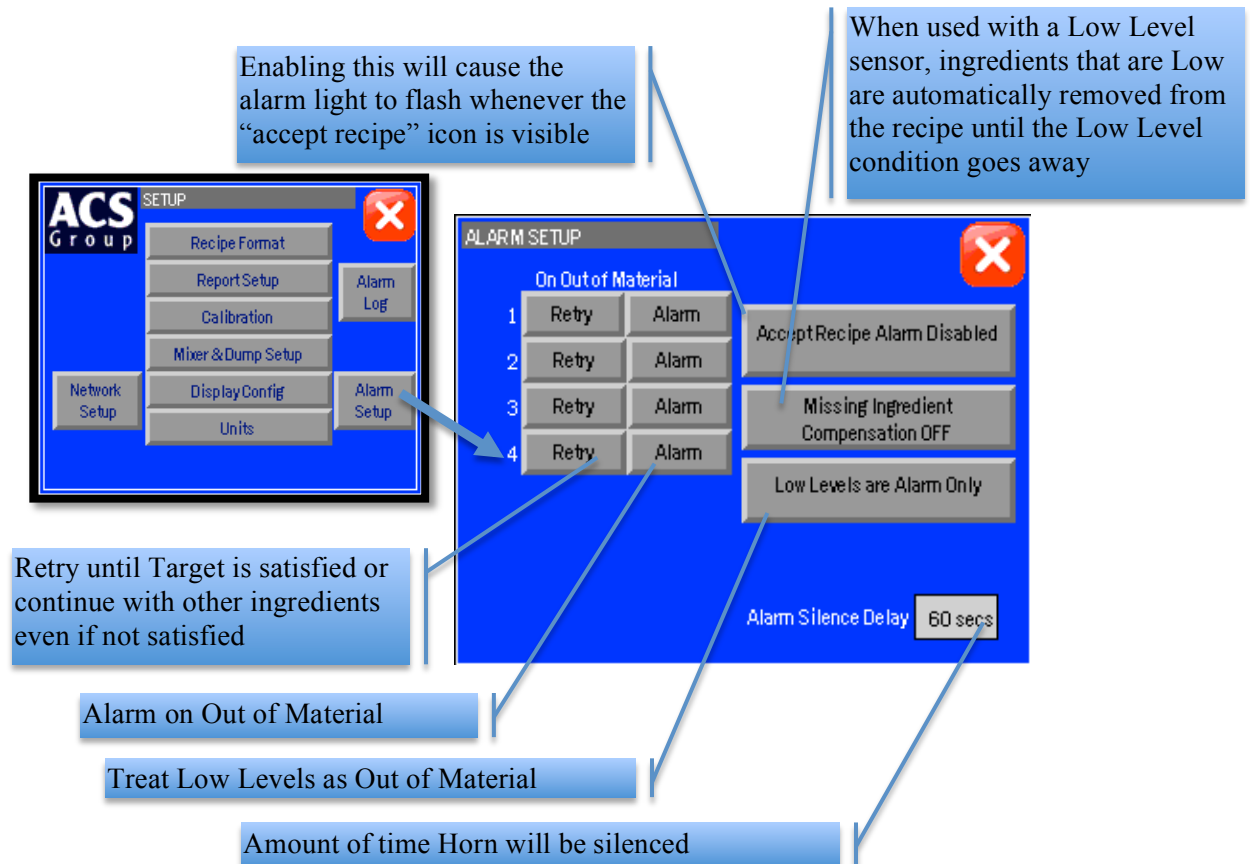 When used with a Low Level
sensor, ingredients that are Low
are automatically removed from
the recipe until the Low Level
condition goes away
Enabling this will cause the
alarm light to flash whenever the
“accept recipe” icon is visible
ACS
Group
SETUP
Recipe Format
Report Setup
Calibration
Mixer & Dump Setup
Display Config
Units
Alarm
Log
Network
Setup
Alarm
Setup
ALARM SETUP
On Out of Material
1 Retry Alarm
2 Retry Alarm
3 Retry Alarm
4 Retry Alarm
Accept Recipe Alarm Disabled
Missing Ingredient
Compensation OFF
Low Levels are Alarm Only
Alarm Silence Delay 60 secs
Retry until Target is satisfied or
continue with other ingredients
even if not satisfied
Alarm on Out of Material
Treat Low Levels as Out of Material
Amount of time Horn will be silenced